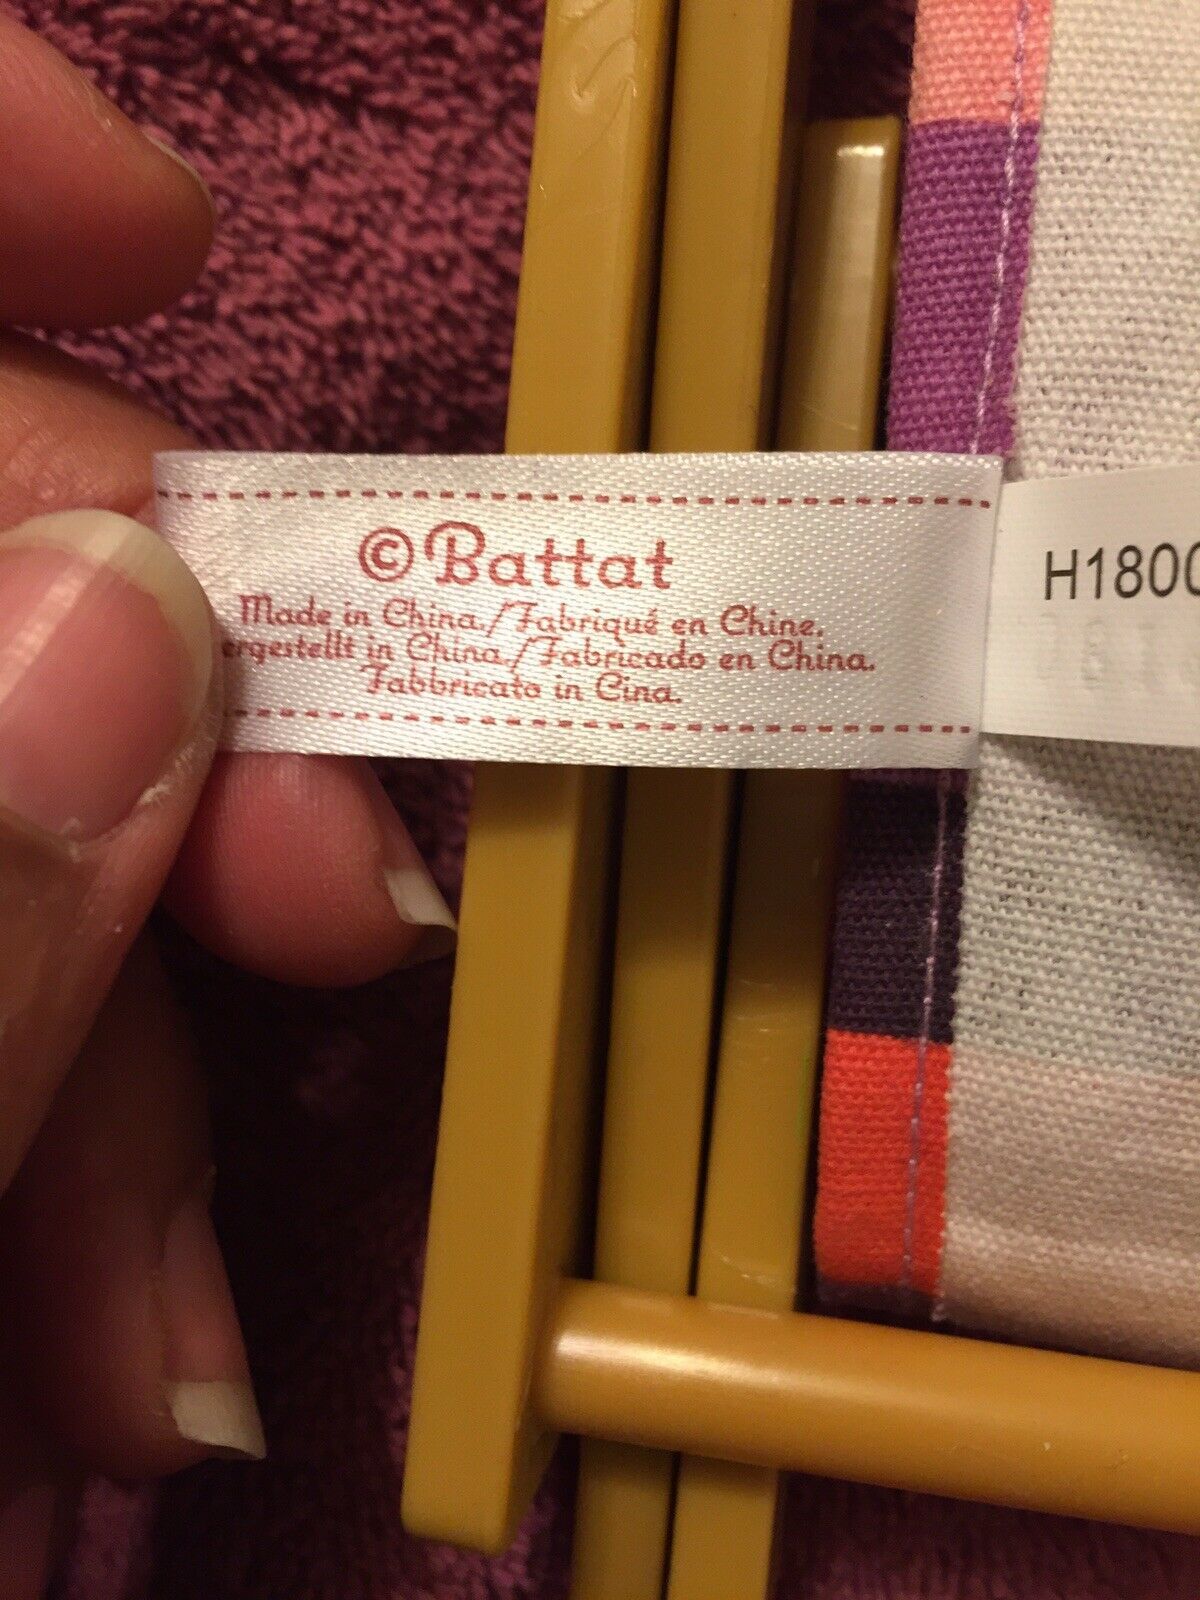 ©Battat
Made in China./Fabriqué en Chine.
ergestellt in China./Fabricado en China.
Fabbricato in Cina.
H1800